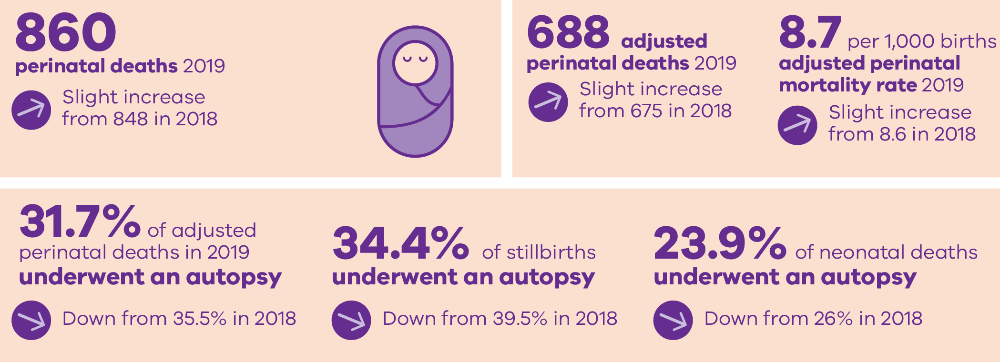 860
perinatal deaths 2019
Slight increase
from 848 in 2018
688 adjusted
perinatal deaths 2019
Slight increase
from 675 in 2018
8.7 per 1,000 births
adjusted perinatal
mortality rate 2019
Slight increase
from 8.6 in 2018
31.7% of adjusted
perinatal deaths in 2019
underwent an autopsy
Down from 35.5% in 2018
34.4% of stillbirths
underwent an autopsy
Down from 39.5% in 2018
23.9% of neonatal deaths
underwent an autopsy
Down from 26% in 2018